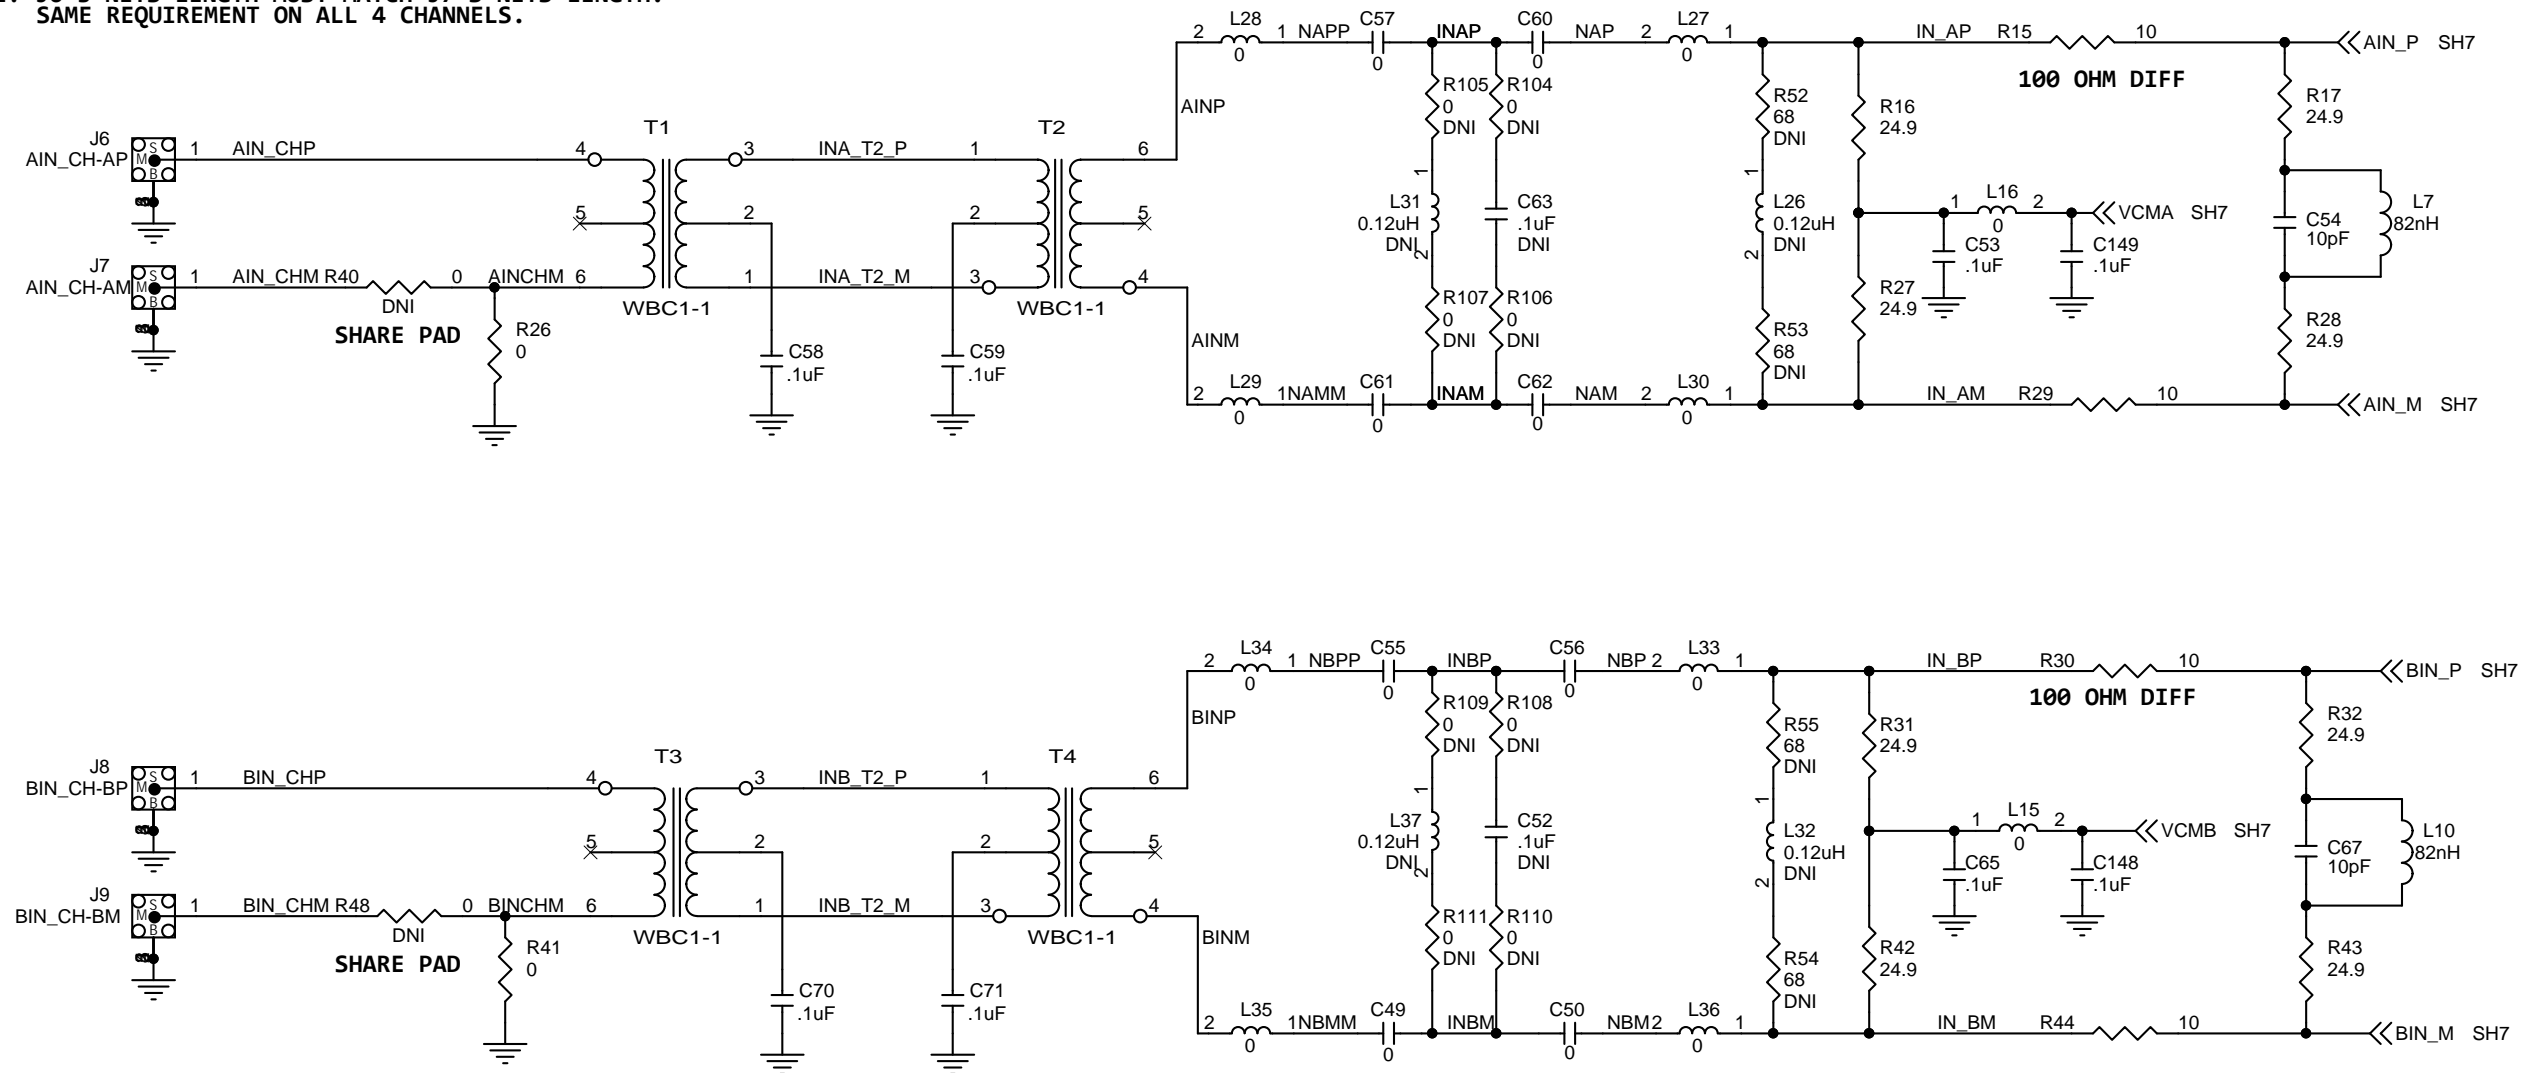 SAME REQUIREMENT ON ALL 4 CHANNELS.
J6
AIN_CH-AP
S
M
B
1
AIN_CHP
4
T1
3
INA_T2_P
1
T2
6
5
2
2
5
J7
AIN_CH-AM
S
M
B
1
AIN_CHM R40
0
AINCHM
6
1
INA_T2_M
3
4
DNI
SHARE PAD
R26
0
WBC1-1
WBC1-1
C58
.1uF
C59
.1uF
AINP
AINM
2
L28
0
1
NAPP
C57
0
INAP
C60
0
NAP
2
L27
0
1
IN_AP
R15
10
AIN_P
SH7
100 OHM DIFF
R105
0
DNI
R104
0
DNI
R52
68
DNI
R16
24.9
R17
24.9
1
L31
0.12uH
DNI
2
C63
.1uF
DNI
1
L26
0.12uH
DNI
2
1
L16
0
2
VCMA
SH7
C53
.1uF
C149
.1uF
C54
10pF
L7
82nH
R107
0
DNI
R106
0
DNI
R53
68
DNI
R27
24.9
R28
24.9
2
L29
0
1NAMM
C61
0
INAM
C62
0
NAM
2
L30
0
1
IN_AM
R29
10
AIN_M
SH7
J8
BIN_CH-BP
S
M
B
1
BIN_CHP
4
T3
3
INB_T2_P
1
T4
6
5
2
2
5
J9
BIN_CH-BM
S
M
B
1
BIN_CHM R48
0
BINCHM
6
1
INB_T2_M
3
4
DNI
SHARE PAD
R41
0
WBC1-1
WBC1-1
C70
.1uF
C71
.1uF
BINP
BINM
2
L34
0
1
NBPP
C55
0
INBP
C56
0
NBP
2
L33
0
1
IN_BP
R30
10
BIN_P
SH7
100 OHM DIFF
R109
0
DNI
R108
0
DNI
R55
68
DNI
R31
24.9
R32
24.9
1
L37
0.12uH
DNI
2
C52
.1uF
DNI
1
L32
0.12uH
DNI
2
1
L15
0
2
VCMB
SH7
C65
.1uF
C148
.1uF
C67
10pF
L10
82nH
R111
0
DNI
R110
0
DNI
R54
68
DNI
R42
24.9
R43
24.9
2
L35
0
1NBMM
C49
0
INBM
C50
0
NBM
2
L36
0
1
IN_BM
R44
10
BIN_M
SH7